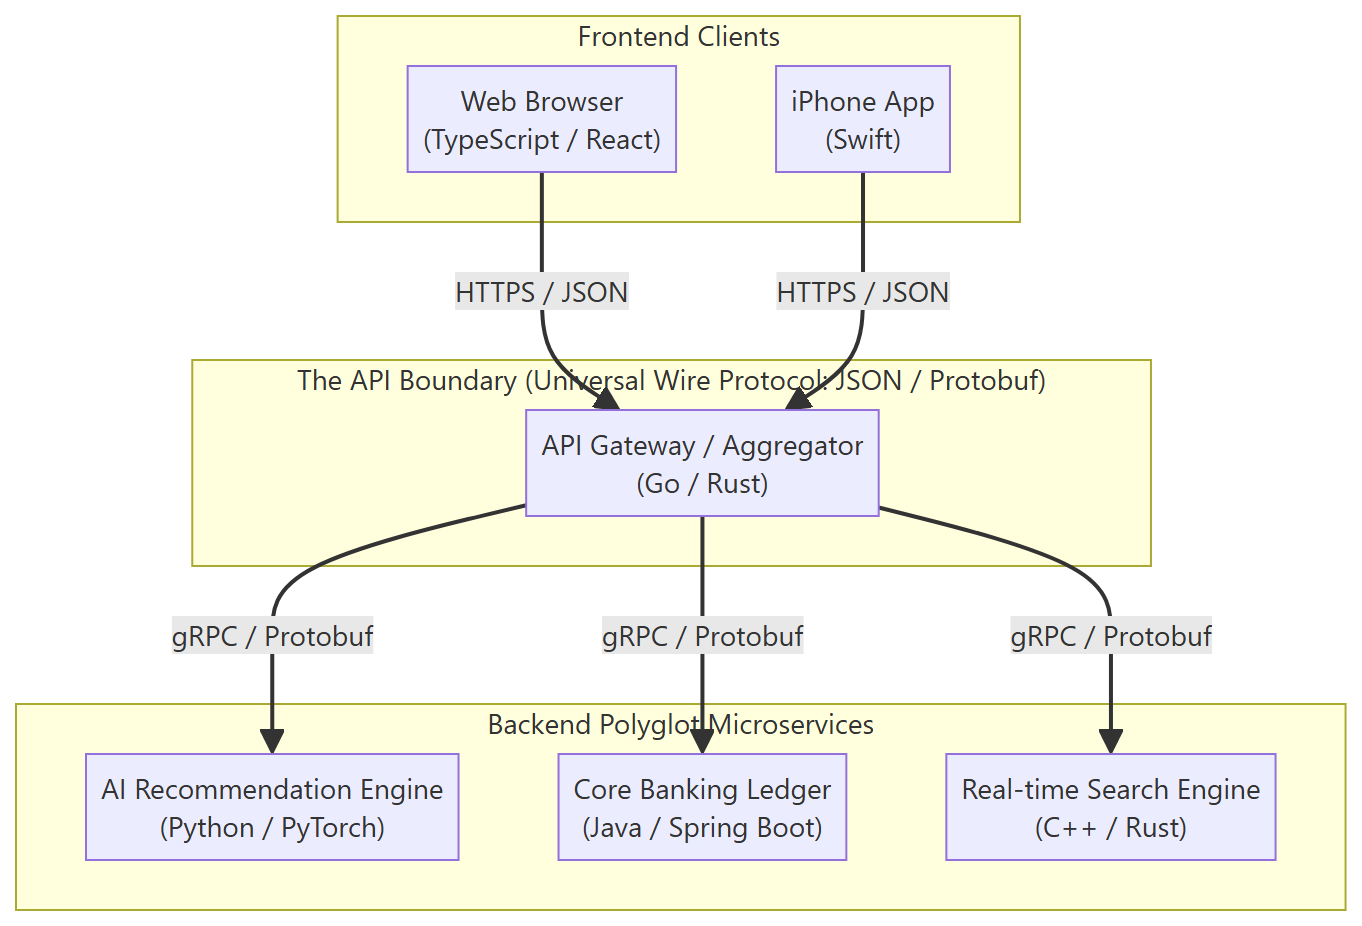 Frontend Clients
Web Browser
(TypeScript / React)
iPhone App
(Swift)
HTTPS / JSON
HTTPS / JSON
The API Boundary (Universal Wire Protocol: JSON / Protobuf)
API Gateway / Aggregator
(Go / Rust)
gRPC / Protobuf
gRPC / Protobuf
gRPC / Protobuf
Backend Polyglot Microservices
AI Recommendation Engine
(Python / PyTorch)
Core Banking Ledger
(Java / Spring Boot)
Real-time Search Engine
(C++ / Rust)